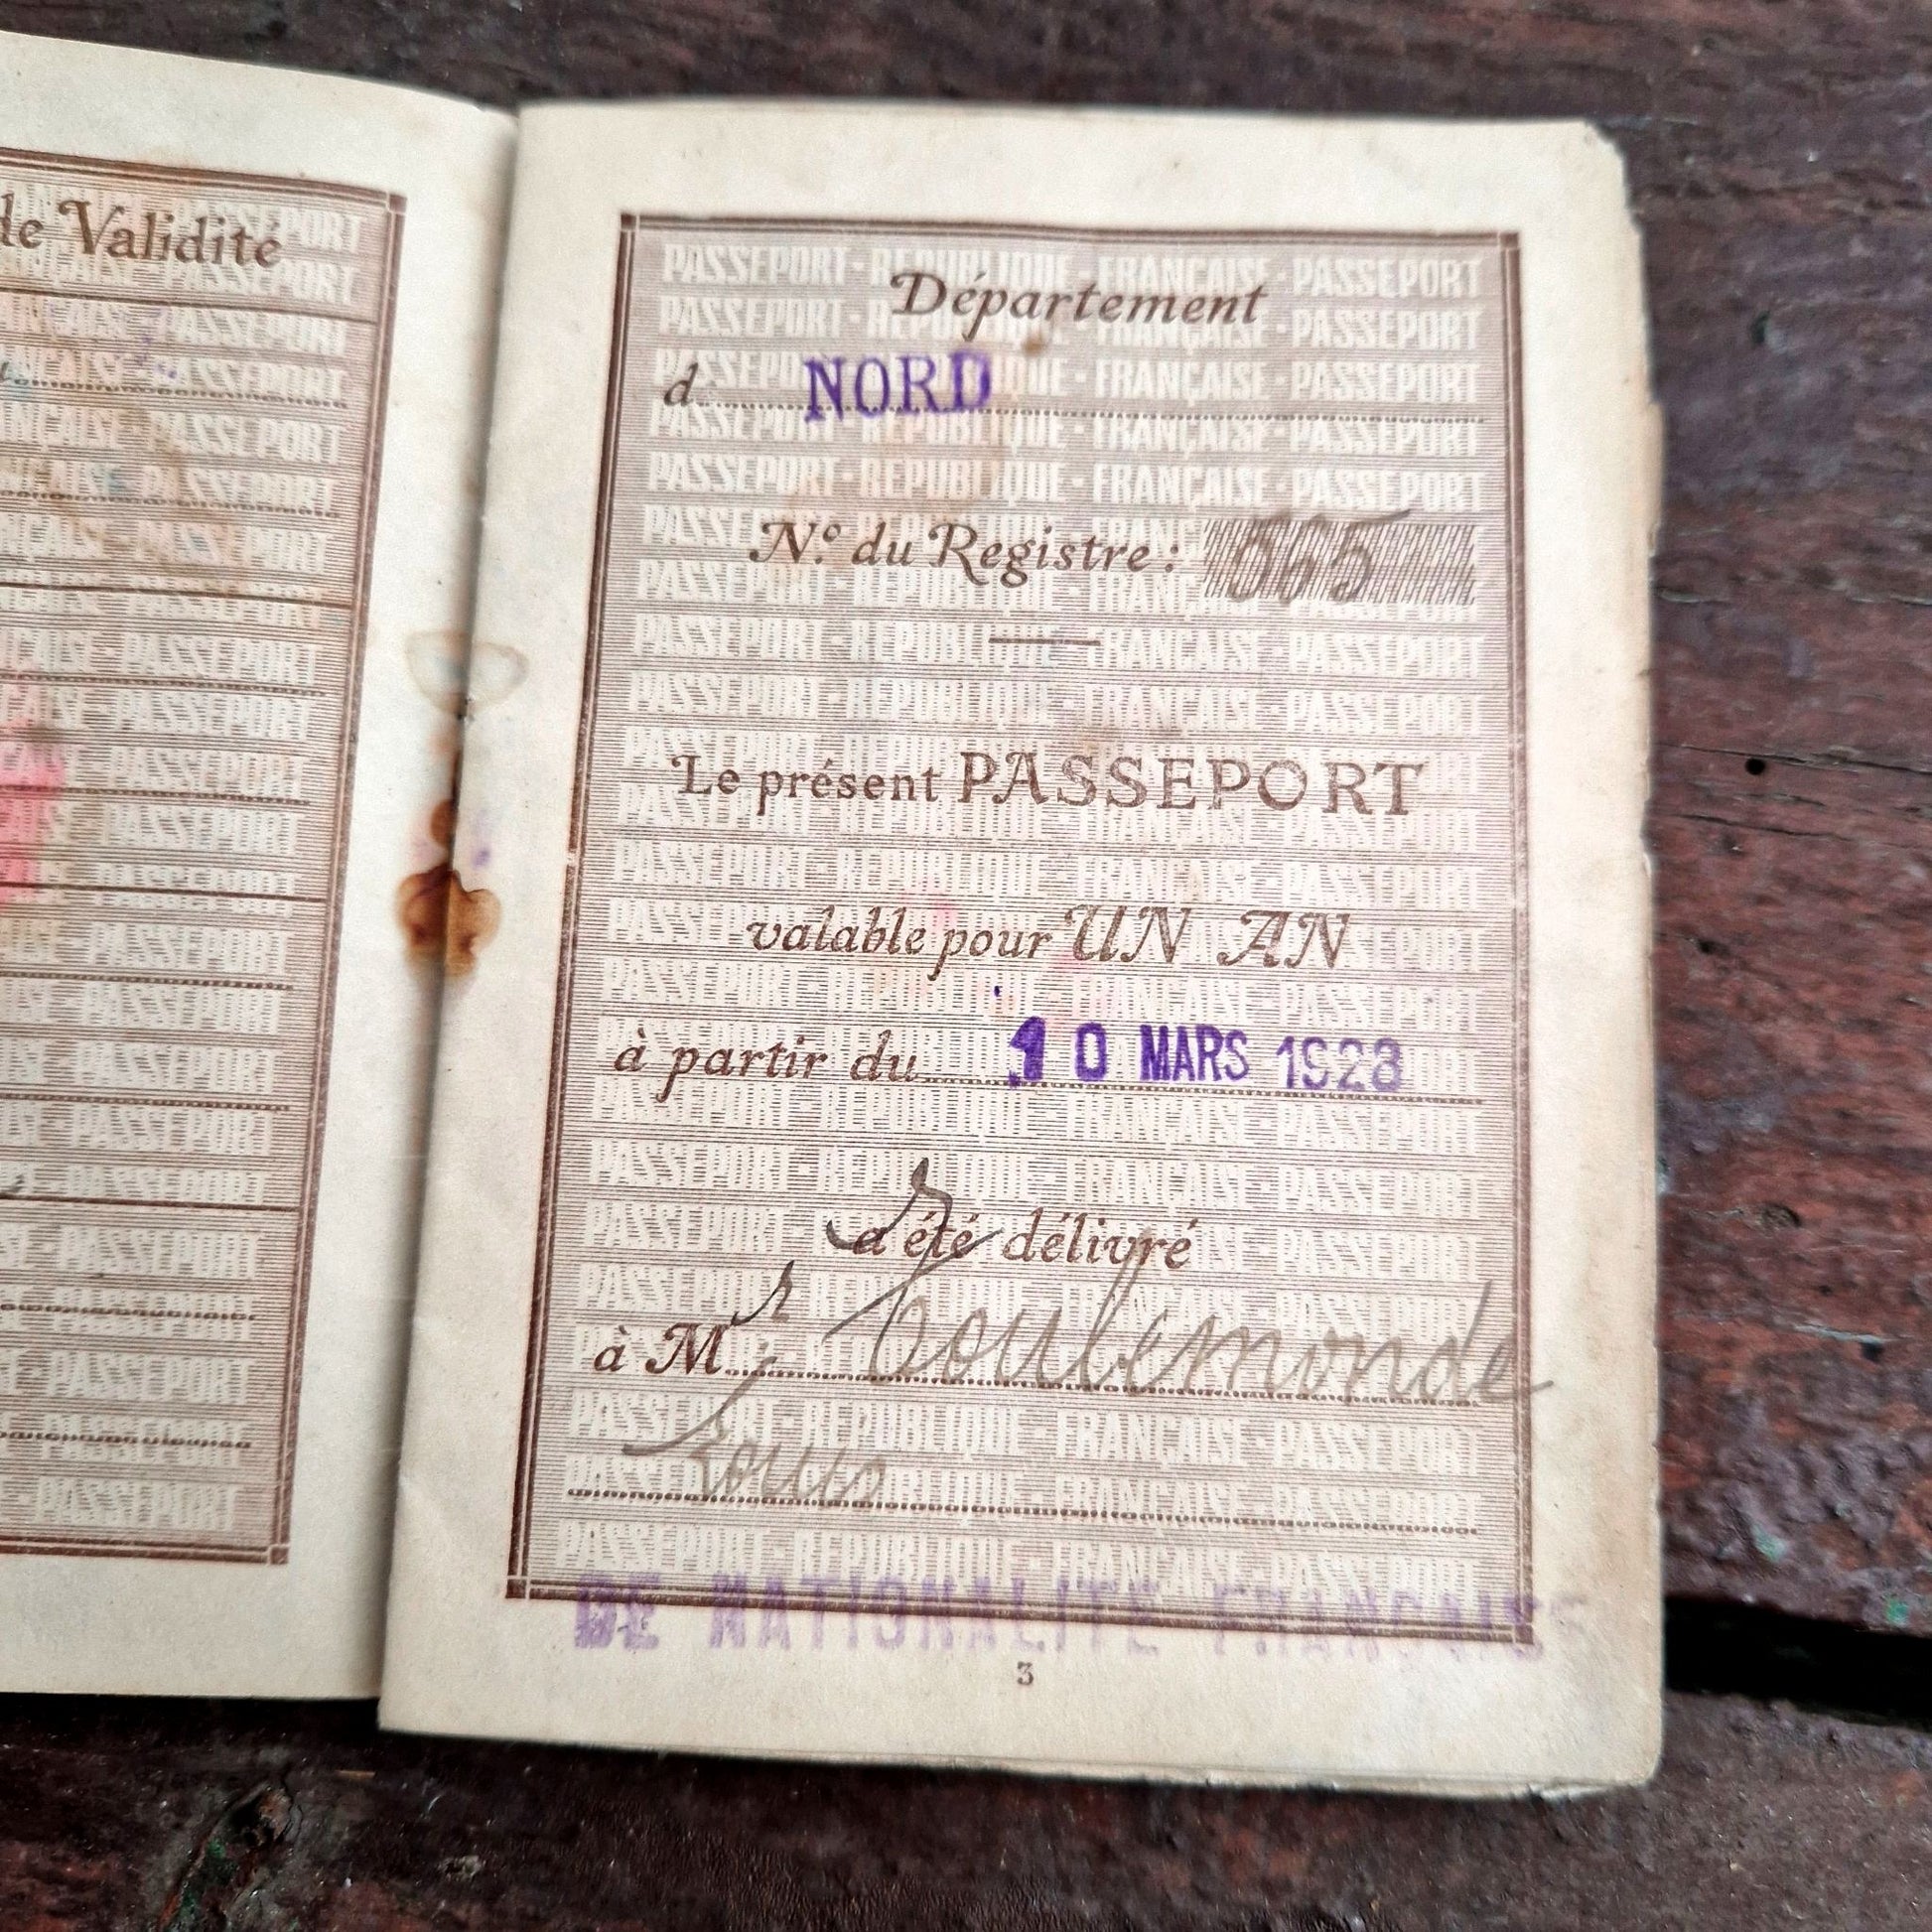 de Validité
Département
d NORD
N.º du Registre : 565
Le présent PASSEPORT
valable pour UN AN
à partir du 10 MARS 1928
a été délivré
à Mr Toulemonde
Louis
DE NATIONALITÉ FRANÇAISE
3